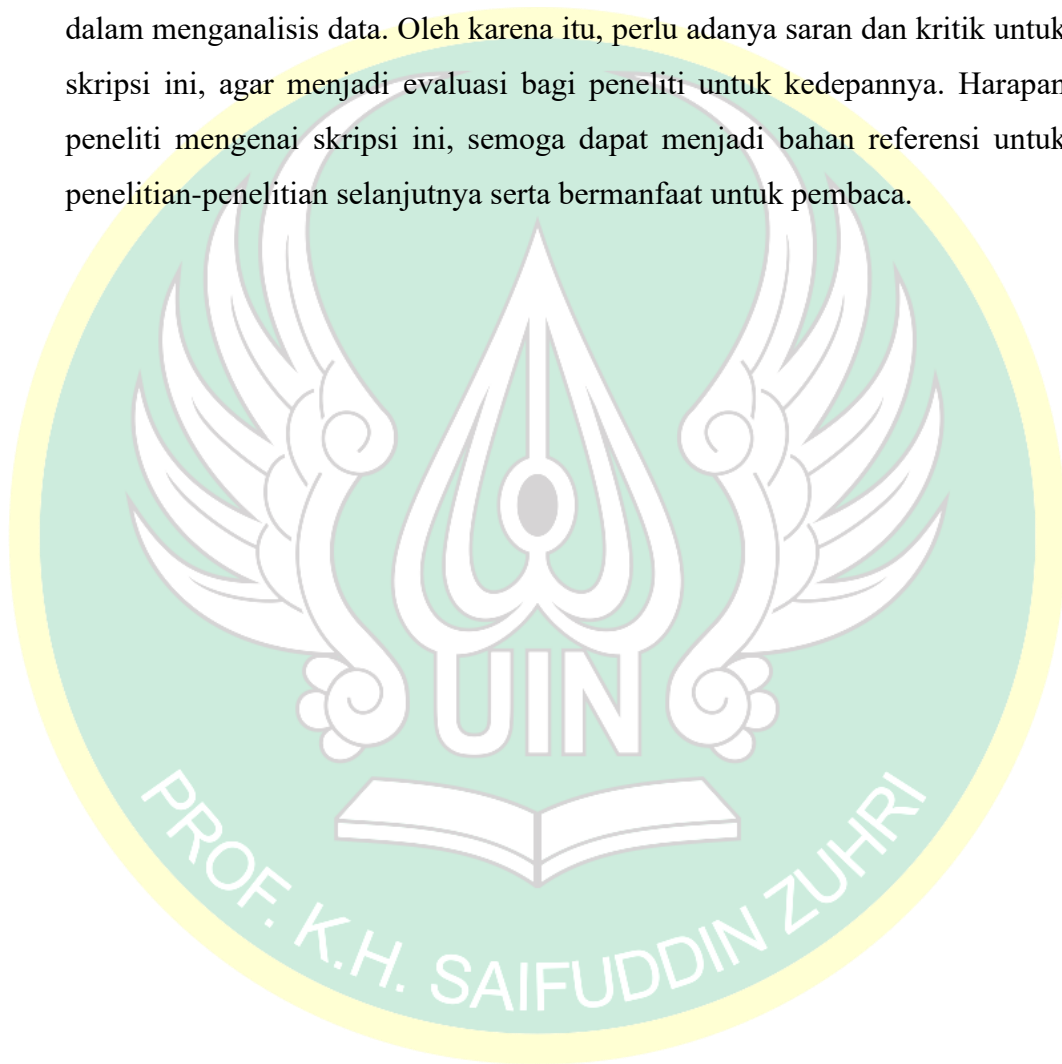 dalam menganalisis data. Oleh karena itu, perlu adanya saran dan kritik untuk
skripsi ini, agar menjadi evaluasi bagi peneliti untuk kedepannya. Harapan
peneliti mengenai skripsi ini, semoga dapat menjadi bahan referensi untuk
penelitian-penelitian selanjutnya serta bermanfaat untuk pembaca.
UIN
PROF. K.H. SAIFUDDIN ZUHRI